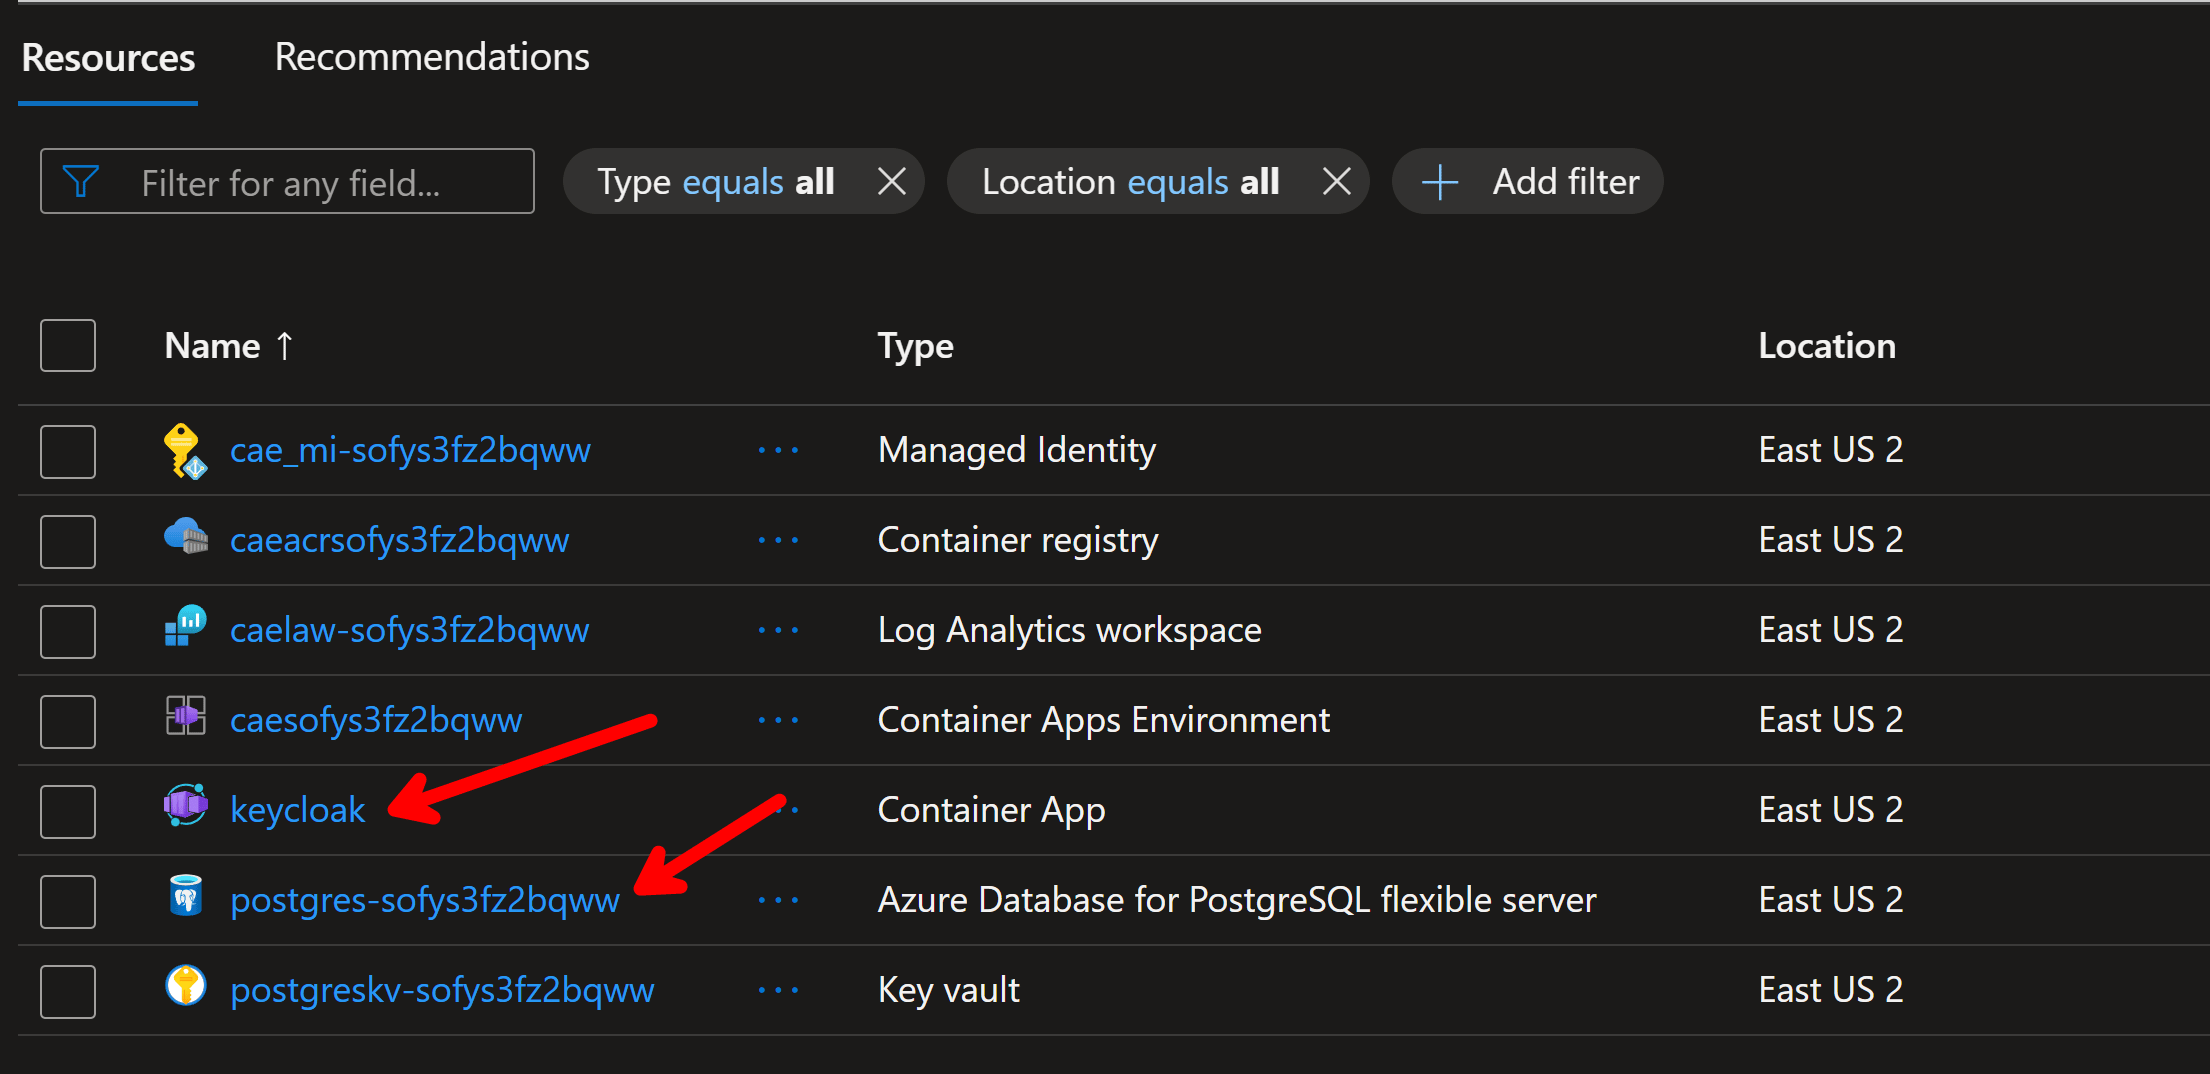 Resources Recommendations
Filter for any field... Type equals all Location equals all Add filter
Name ↑ Type Location
cae_mi-sofys3fz2bqww ... Managed Identity East US 2
caeacrsofys3fz2bqww ... Container registry East US 2
caelaw-sofys3fz2bqww ... Log Analytics workspace East US 2
caesofys3fz2bqww ... Container Apps Environment East US 2
keycloak Container App East US 2
postgres-sofys3fz2bqww ... Azure Database for PostgreSQL flexible server East US 2
postgreskv-sofys3fz2bqww ... Key vault East US 2